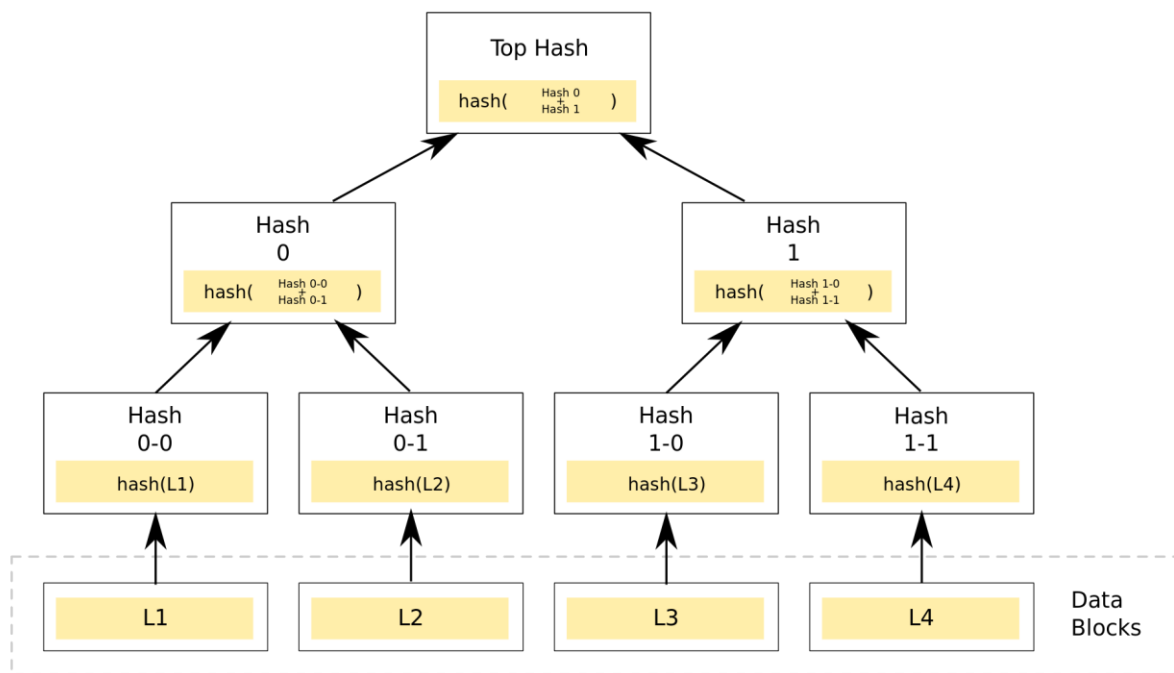 Top Hash
hash( Hash 0 + Hash 1 )
Hash
0
hash( Hash 0-0 + Hash 0-1 )
Hash
1
hash( Hash 1-0 + Hash 1-1 )
Hash
0-0
hash(L1)
Hash
0-1
hash(L2)
Hash
1-0
hash(L3)
Hash
1-1
hash(L4)
L1
L2
L3
L4
Data
Blocks